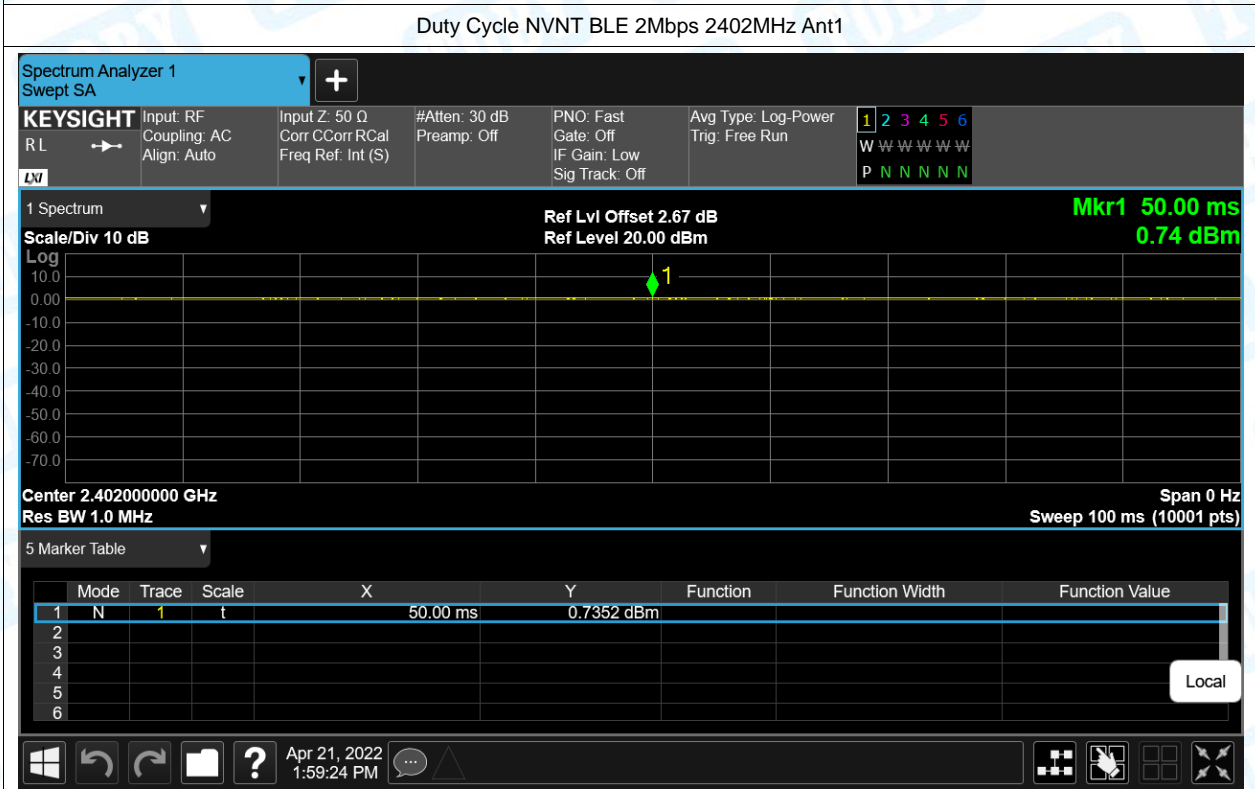 Duty Cycle NVNT BLE 2Mbps 2402MHz Ant1
Spectrum Analyzer 1
Swept SA
KEYSIGHT
RL
LXI
Input: RF
Coupling: AC
Align: Auto
Input Z: 50 Ω
Corr CCorr RCal
Freq Ref: Int (S)
#Atten: 30 dB
Preamp: Off
PNO: Fast
Gate: Off
IF Gain: Low
Sig Track: Off
Avg Type: Log-Power
Trig: Free Run
1 2 3 4 5 6
W W W W W W
P N N N N N
1 Spectrum
Scale/Div 10 dB
Ref Lvl Offset 2.67 dB
Ref Level 20.00 dBm
Mkr1 50.00 ms
0.74 dBm
Log
10.0
0.00
-10.0
-20.0
-30.0
-40.0
-50.0
-60.0
-70.0
1
Center 2.402000000 GHz
Res BW 1.0 MHz
Span 0 Hz
Sweep 100 ms (10001 pts)
5 Marker Table
Mode Trace Scale X Y Function Function Width Function Value
1 N 1 t 50.00 ms 0.7352 dBm
2
3
4
5
6
Local
?
Apr 21, 2022
1:59:24 PM